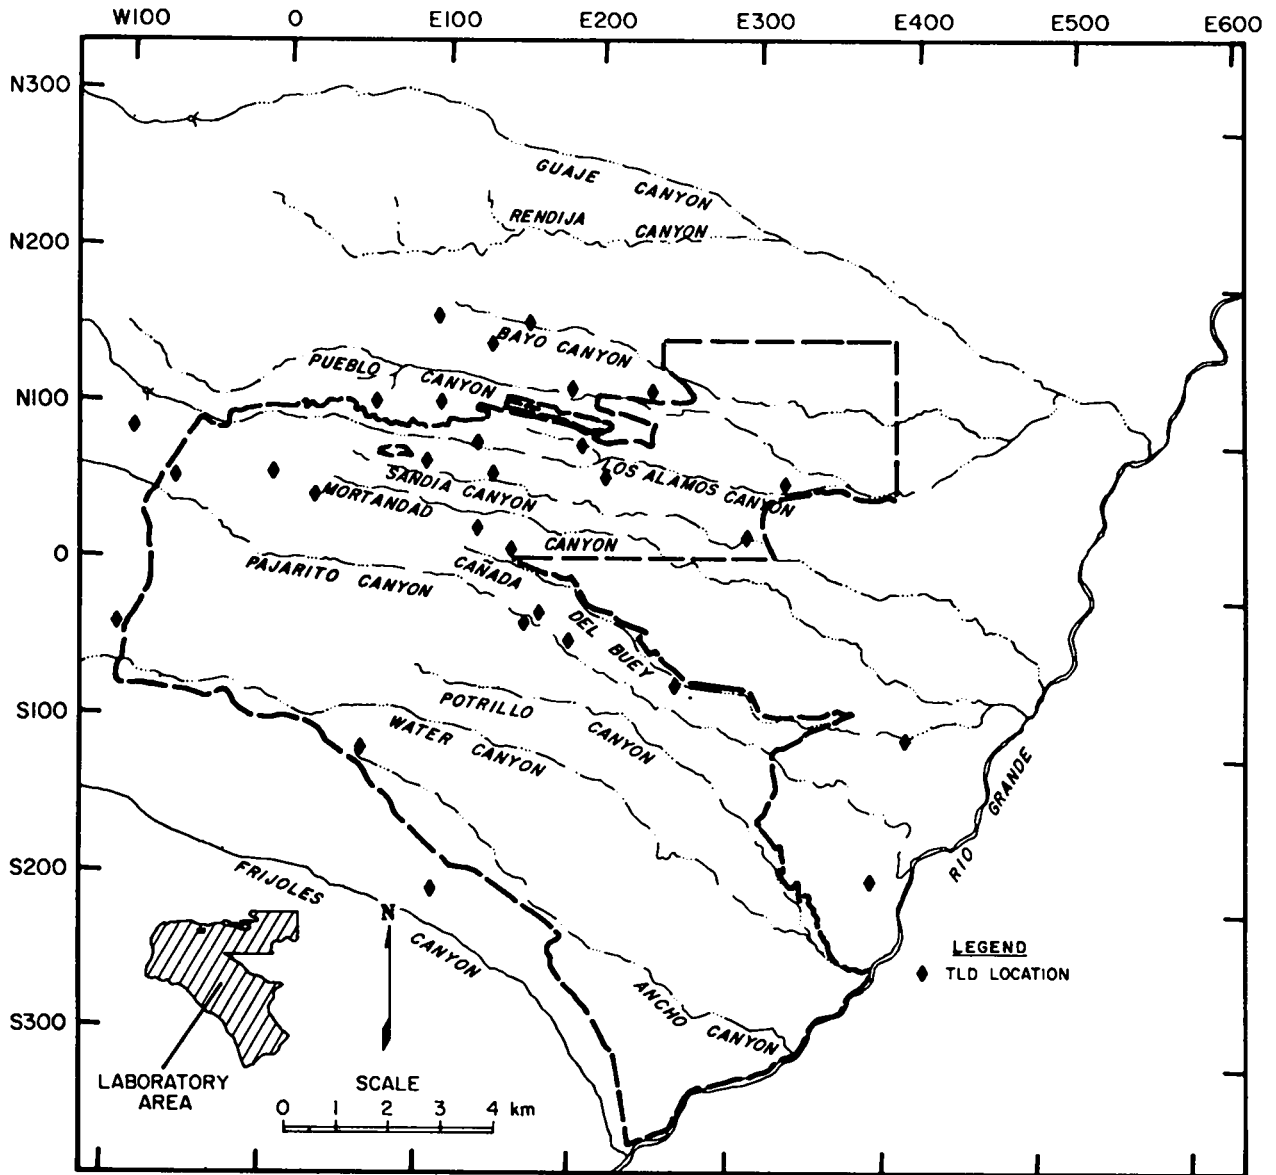 W100 0 E100 E200 E300 E400 E500 E600
N300
GUAJE CANYON
RENDIJA CANYON
N200
BAYO CANYON
PUEBLO CANYON
N100
LOS ALAMOS CANYON
SANDIA CANYON
MORTANDAD CANYON
0
CAÑADA DEL BUEY
PAJARITO CANYON
S100
POTRILLO CANYON
WATER CANYON
RIO GRANDE
S200
FRIJOLES CANYON
N
LEGEND
TLD LOCATION
ANCHO CANYON
S300
LABORATORY
AREA
SCALE
0 1 2 3 4 km